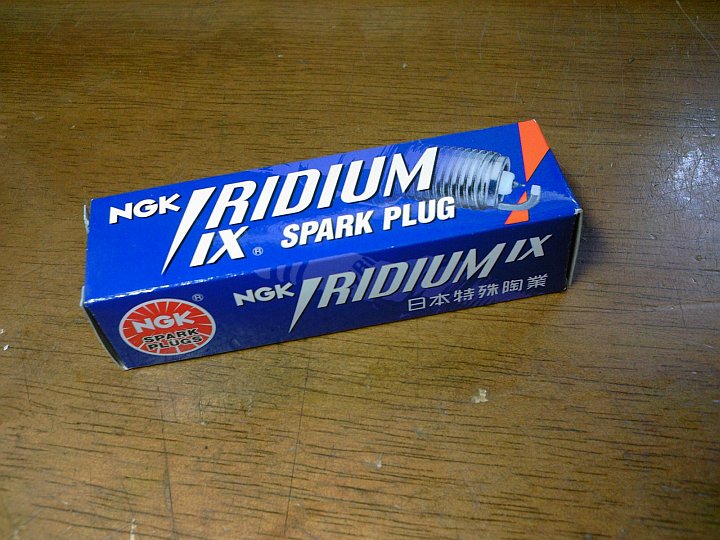 NGK IRIDIUM
IX ® SPARK PLUG
NGK IRIDIUM IX
日本特殊陶業
®
NGK
SPARK
PLUGS